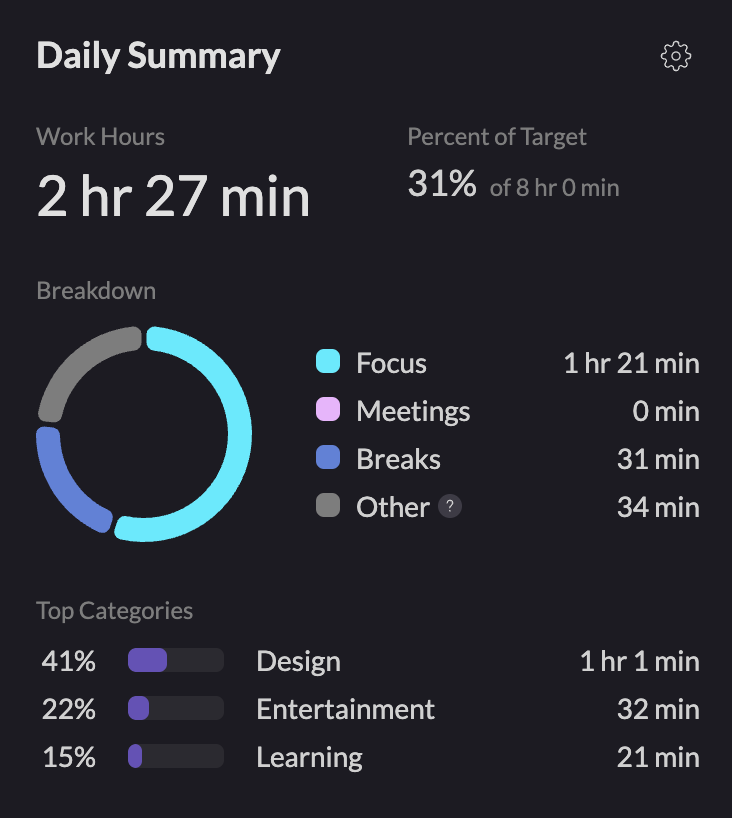 Daily Summary
Work Hours
Percent of Target
2 hr 27 min
31% of 8 hr 0 min
Breakdown
Focus 1 hr 21 min
Meetings 0 min
Breaks 31 min
Other ? 34 min
Top Categories
41% Design 1 hr 1 min
22% Entertainment 32 min
15% Learning 21 min